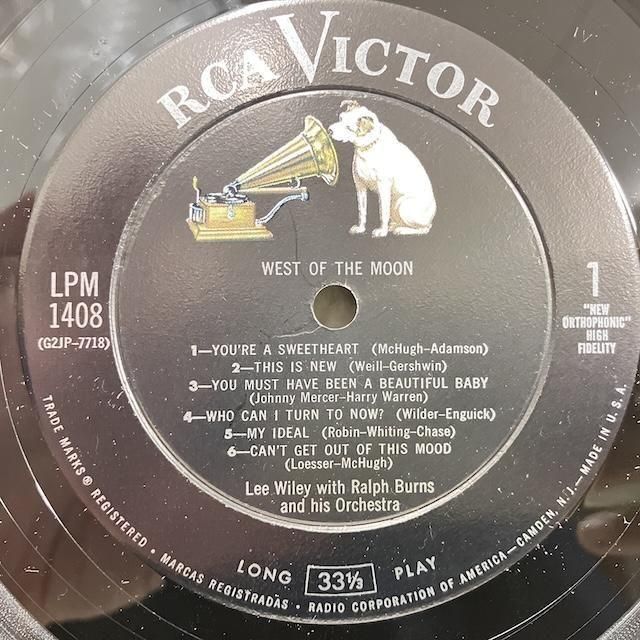 RCA VICTOR
WEST OF THE MOON
LPM
1408
(G2JP-7718)
1
"NEW
ORTHOPHONIC"
HIGH
FIDELITY
1—YOU'RE A SWEETHEART (McHugh-Adamson)
2—THIS IS NEW (Weill-Gershwin)
3—YOU MUST HAVE BEEN A BEAUTIFUL BABY
(Johnny Mercer-Harry Warren)
4—WHO CAN I TURN TO NOW? (Wilder-Enguick)
5—MY IDEAL (Robin-Whiting-Chase)
6—CAN'T GET OUT OF THIS MOOD
(Loesser-McHugh)
Lee Wiley with Ralph Burns
and his Orchestra
LONG 33⅓ PLAY
TRADE MARKS ® REGISTERED • MARCAS REGISTRADAS • RADIO CORPORATION OF AMERICA—CAMDEN, N.J.—MADE IN U.S.A.